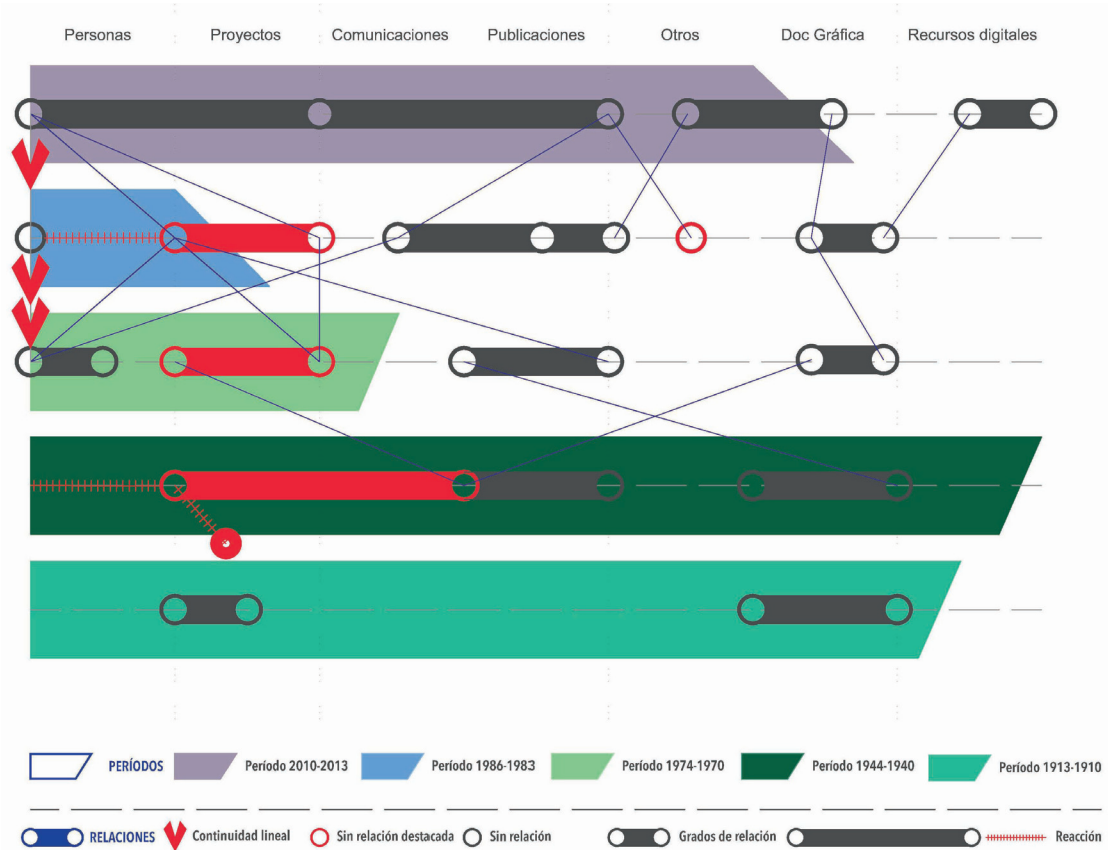 Personas Proyectos Comunicaciones Publicaciones Otros Doc Gráfica Recursos digitales
PERÍODOS Período 2010-2013 Período 1986-1983 Período 1974-1970 Período 1944-1940 Período 1913-1910
RELACIONES Continuidad lineal Sin relación destacada Sin relación Grados de relación Reacción